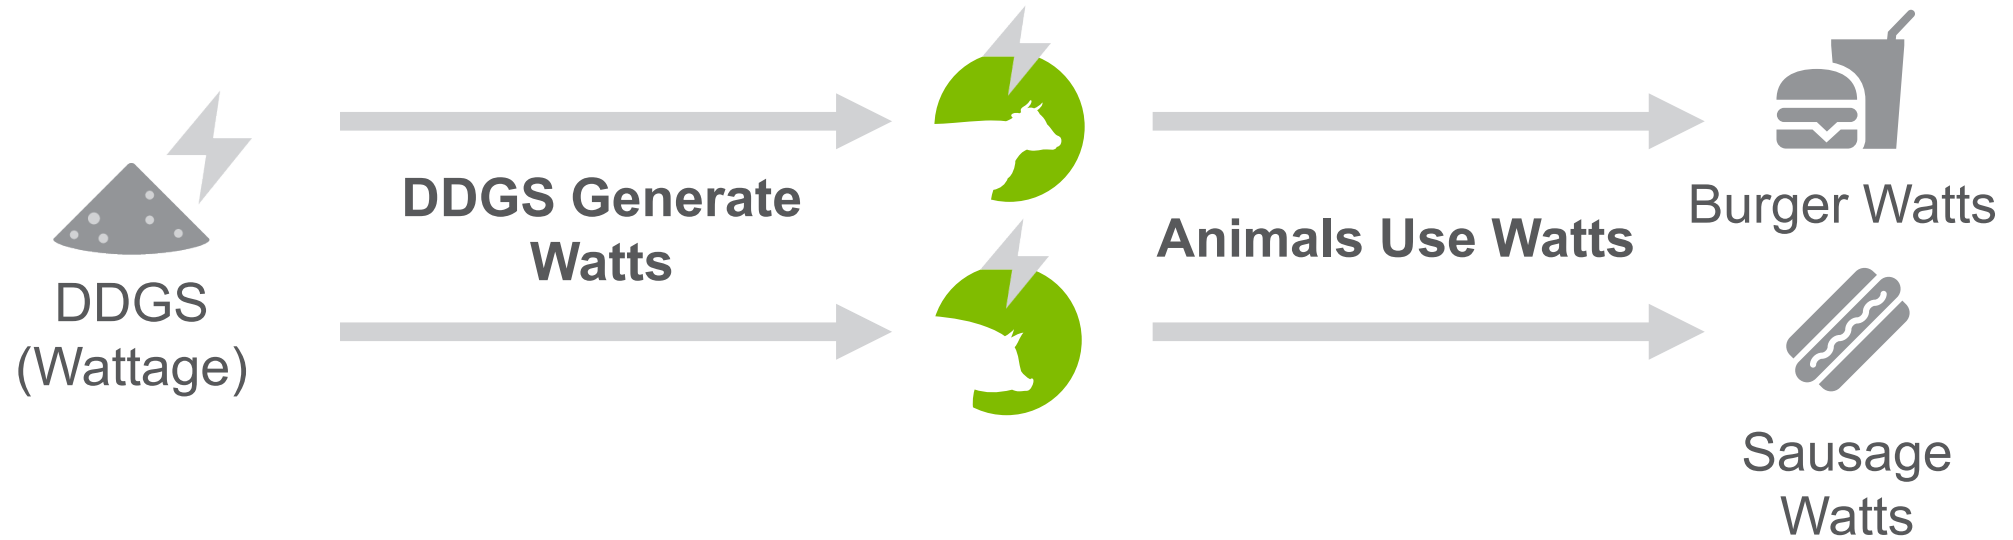 DDGS
(Wattage)
DDGS Generate
Watts
Animals Use Watts
Burger Watts
Sausage
Watts